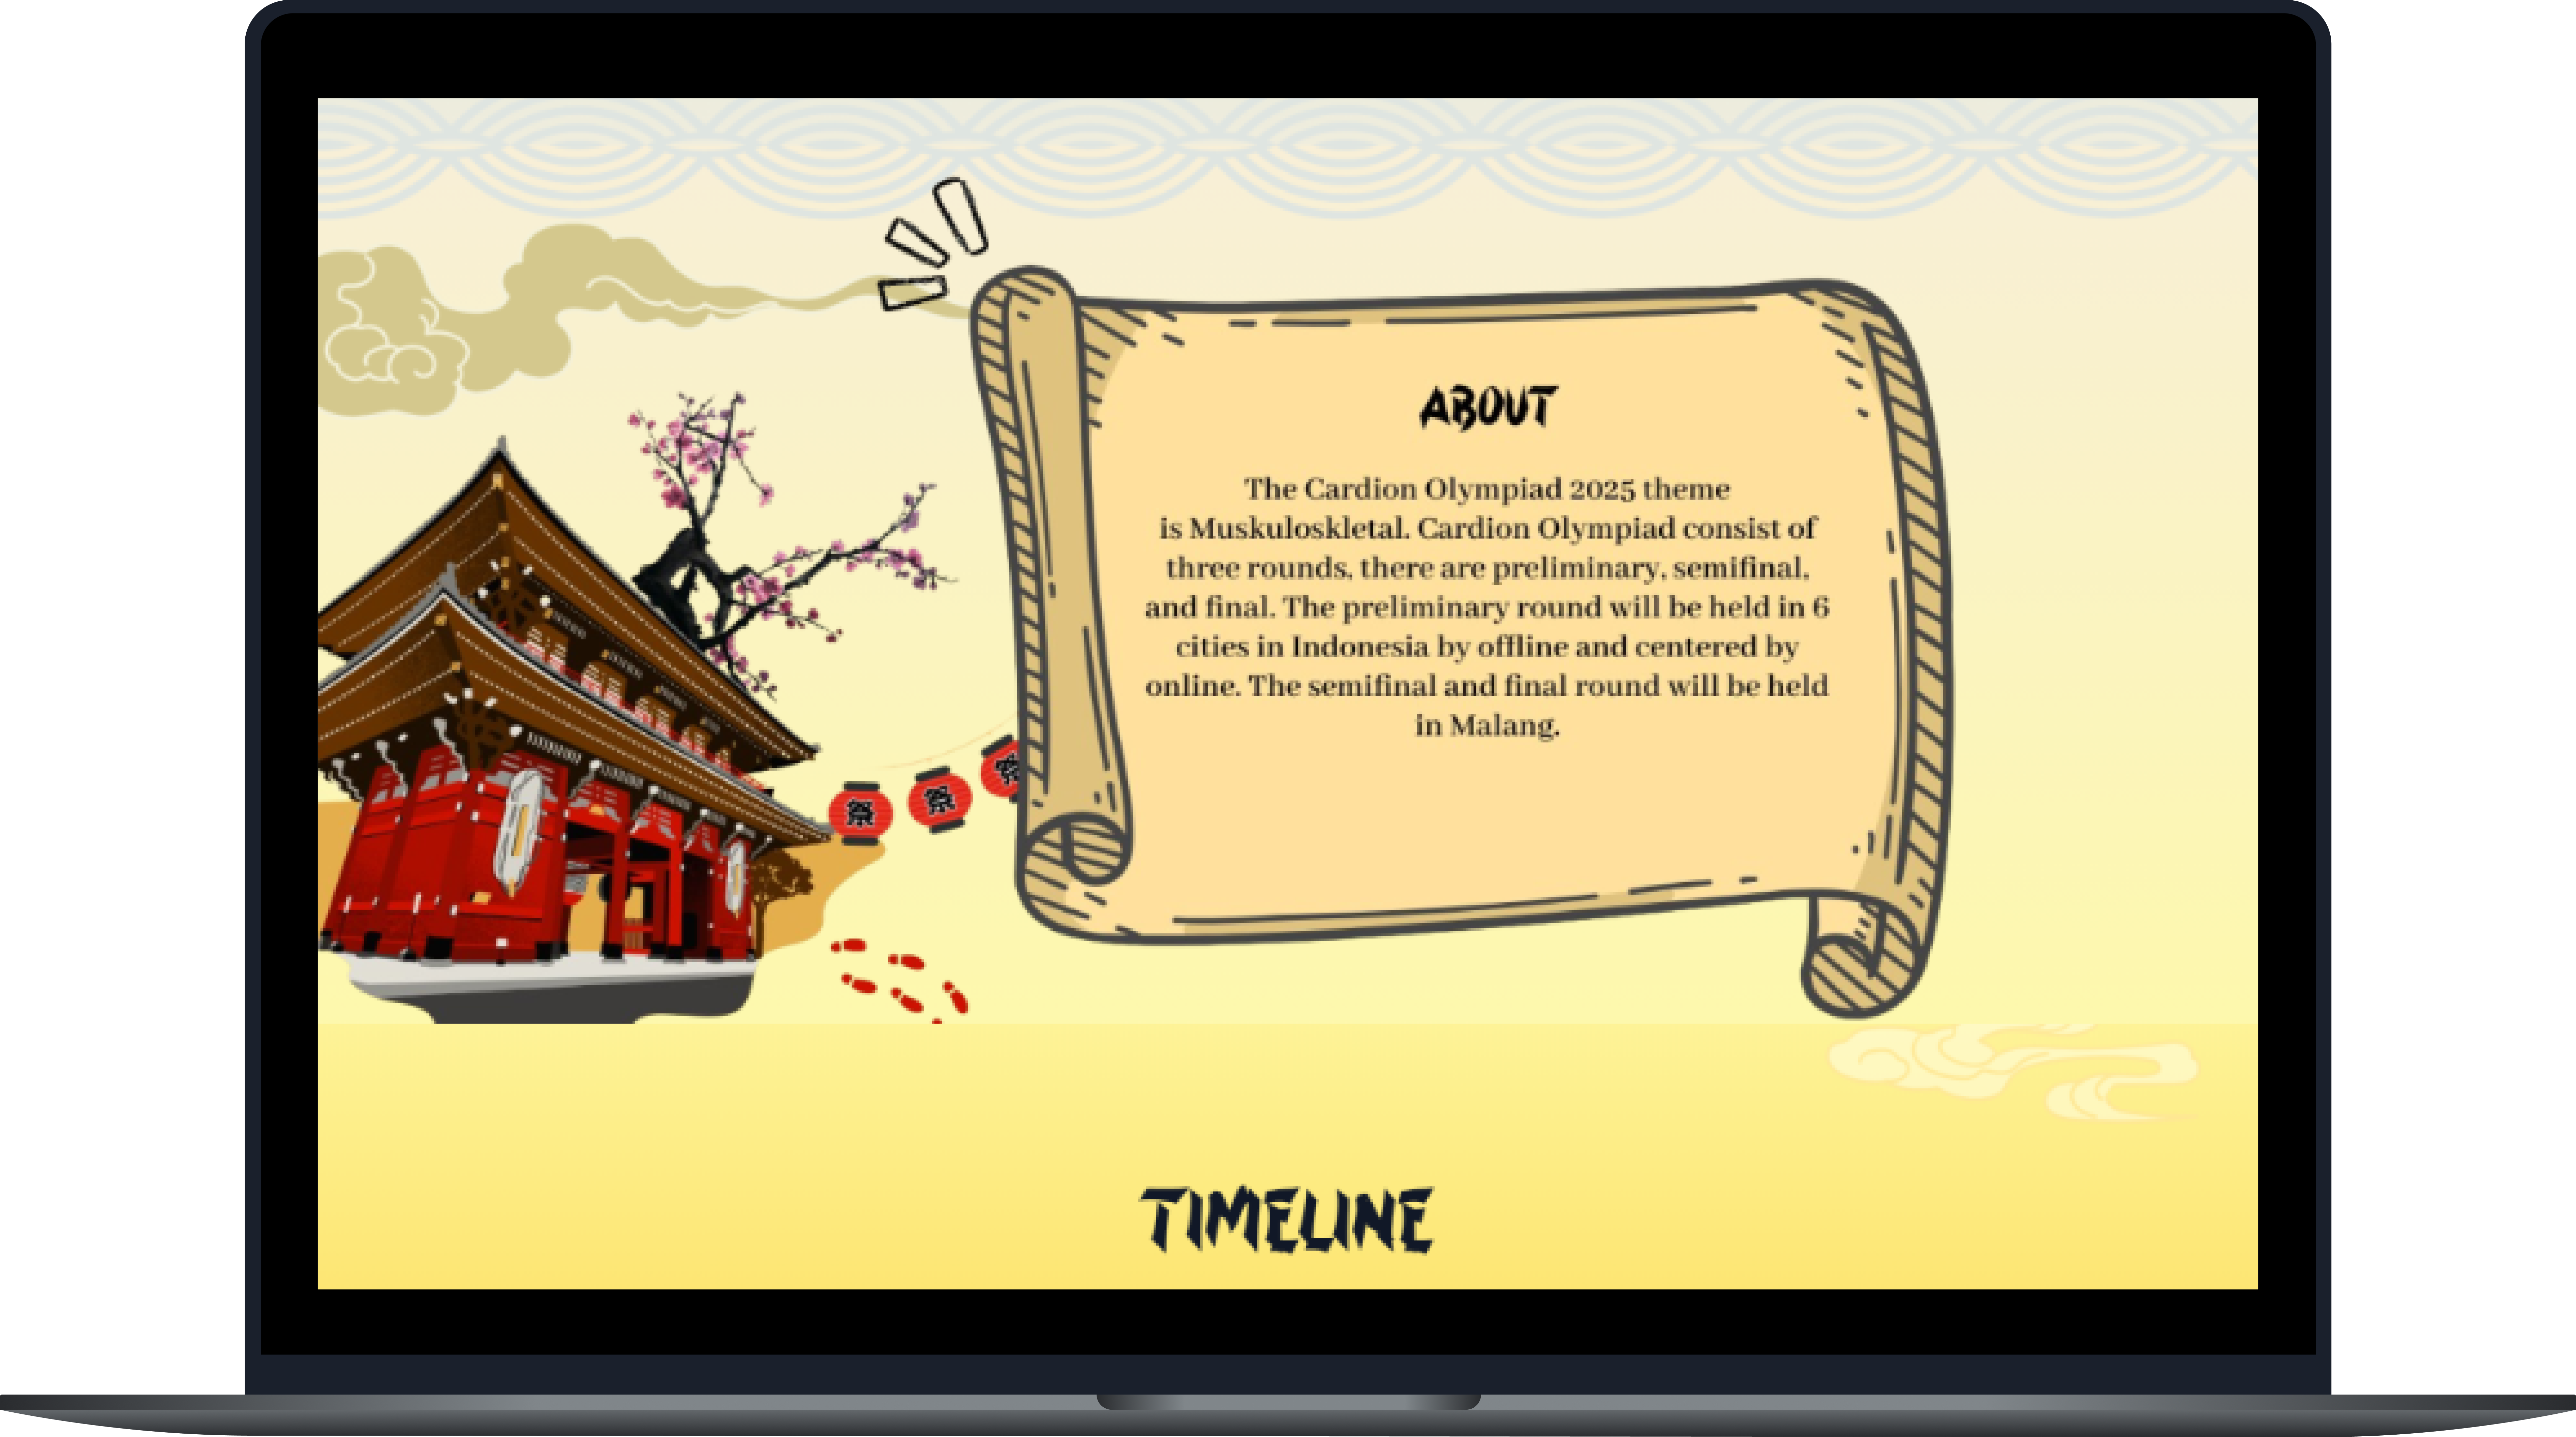 ABOUT
The Cardion Olympiad 2025 theme
is Muskuloskletal. Cardion Olympiad consist of
three rounds, there are preliminary, semifinal,
and final. The preliminary round will be held in 6
cities in Indonesia by offline and centered by
online. The semifinal and final round will be held
in Malang.
祭 祭 祭
TIMELINE